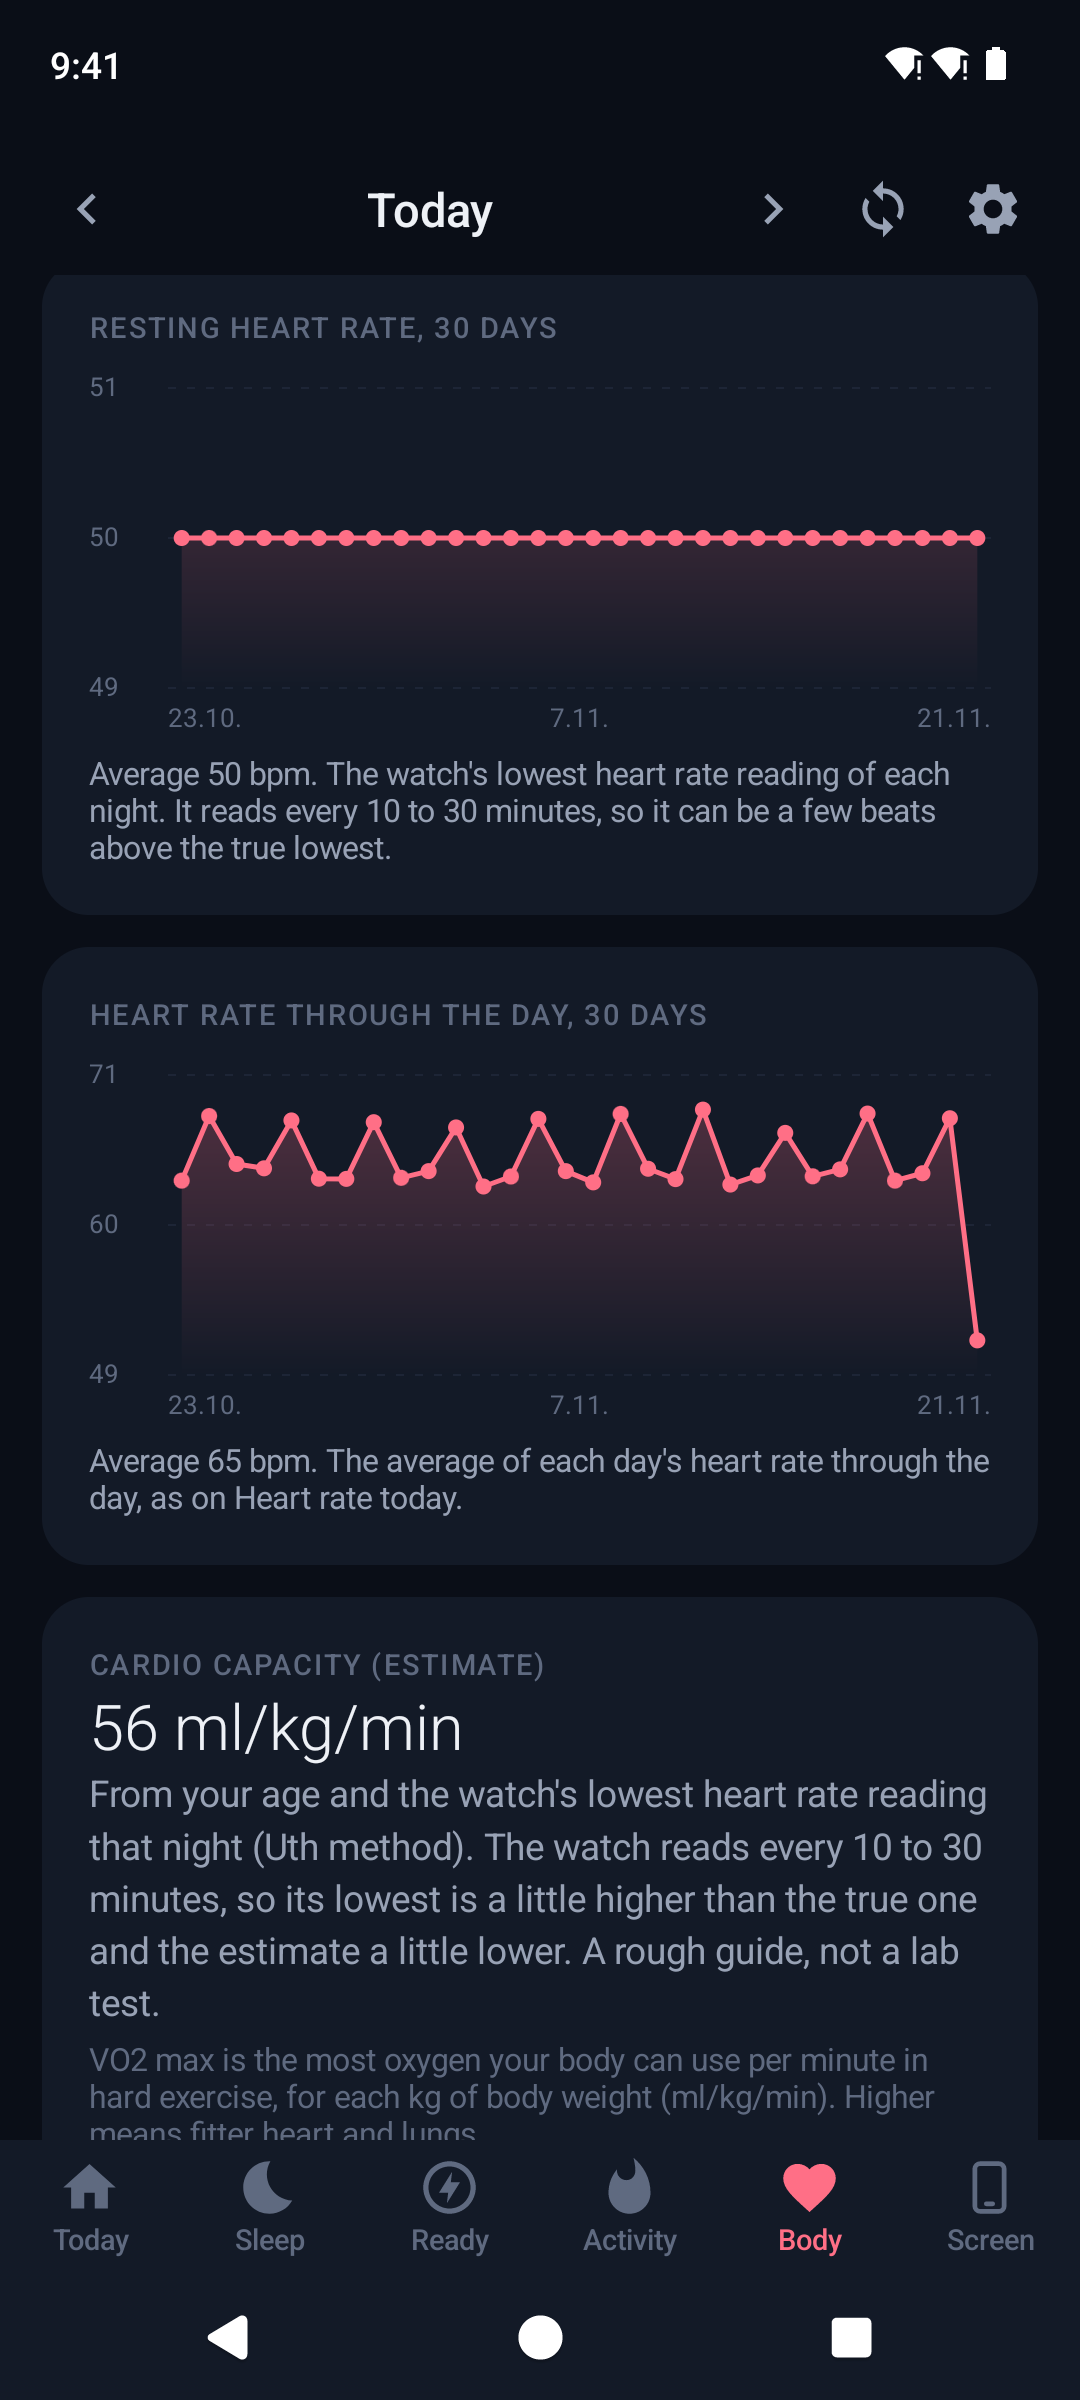 9:41
Today
RESTING HEART RATE, 30 DAYS
51
50
49
23.10.
7.11.
21.11.
Average 50 bpm. The watch's lowest heart rate reading of each
night. It reads every 10 to 30 minutes, so it can be a few beats
above the true lowest.
HEART RATE THROUGH THE DAY, 30 DAYS
71
60
49
23.10.
7.11.
21.11.
Average 65 bpm. The average of each day's heart rate through the
day, as on Heart rate today.
CARDIO CAPACITY (ESTIMATE)
56 ml/kg/min
From your age and the watch's lowest heart rate reading
that night (Uth method). The watch reads every 10 to 30
minutes, so its lowest is a little higher than the true one
and the estimate a little lower. A rough guide, not a lab
test.
VO2 max is the most oxygen your body can use per minute in
hard exercise, for each kg of body weight (ml/kg/min). Higher
means fitter heart and lungs
Today
Sleep
Ready
Activity
Body
Screen